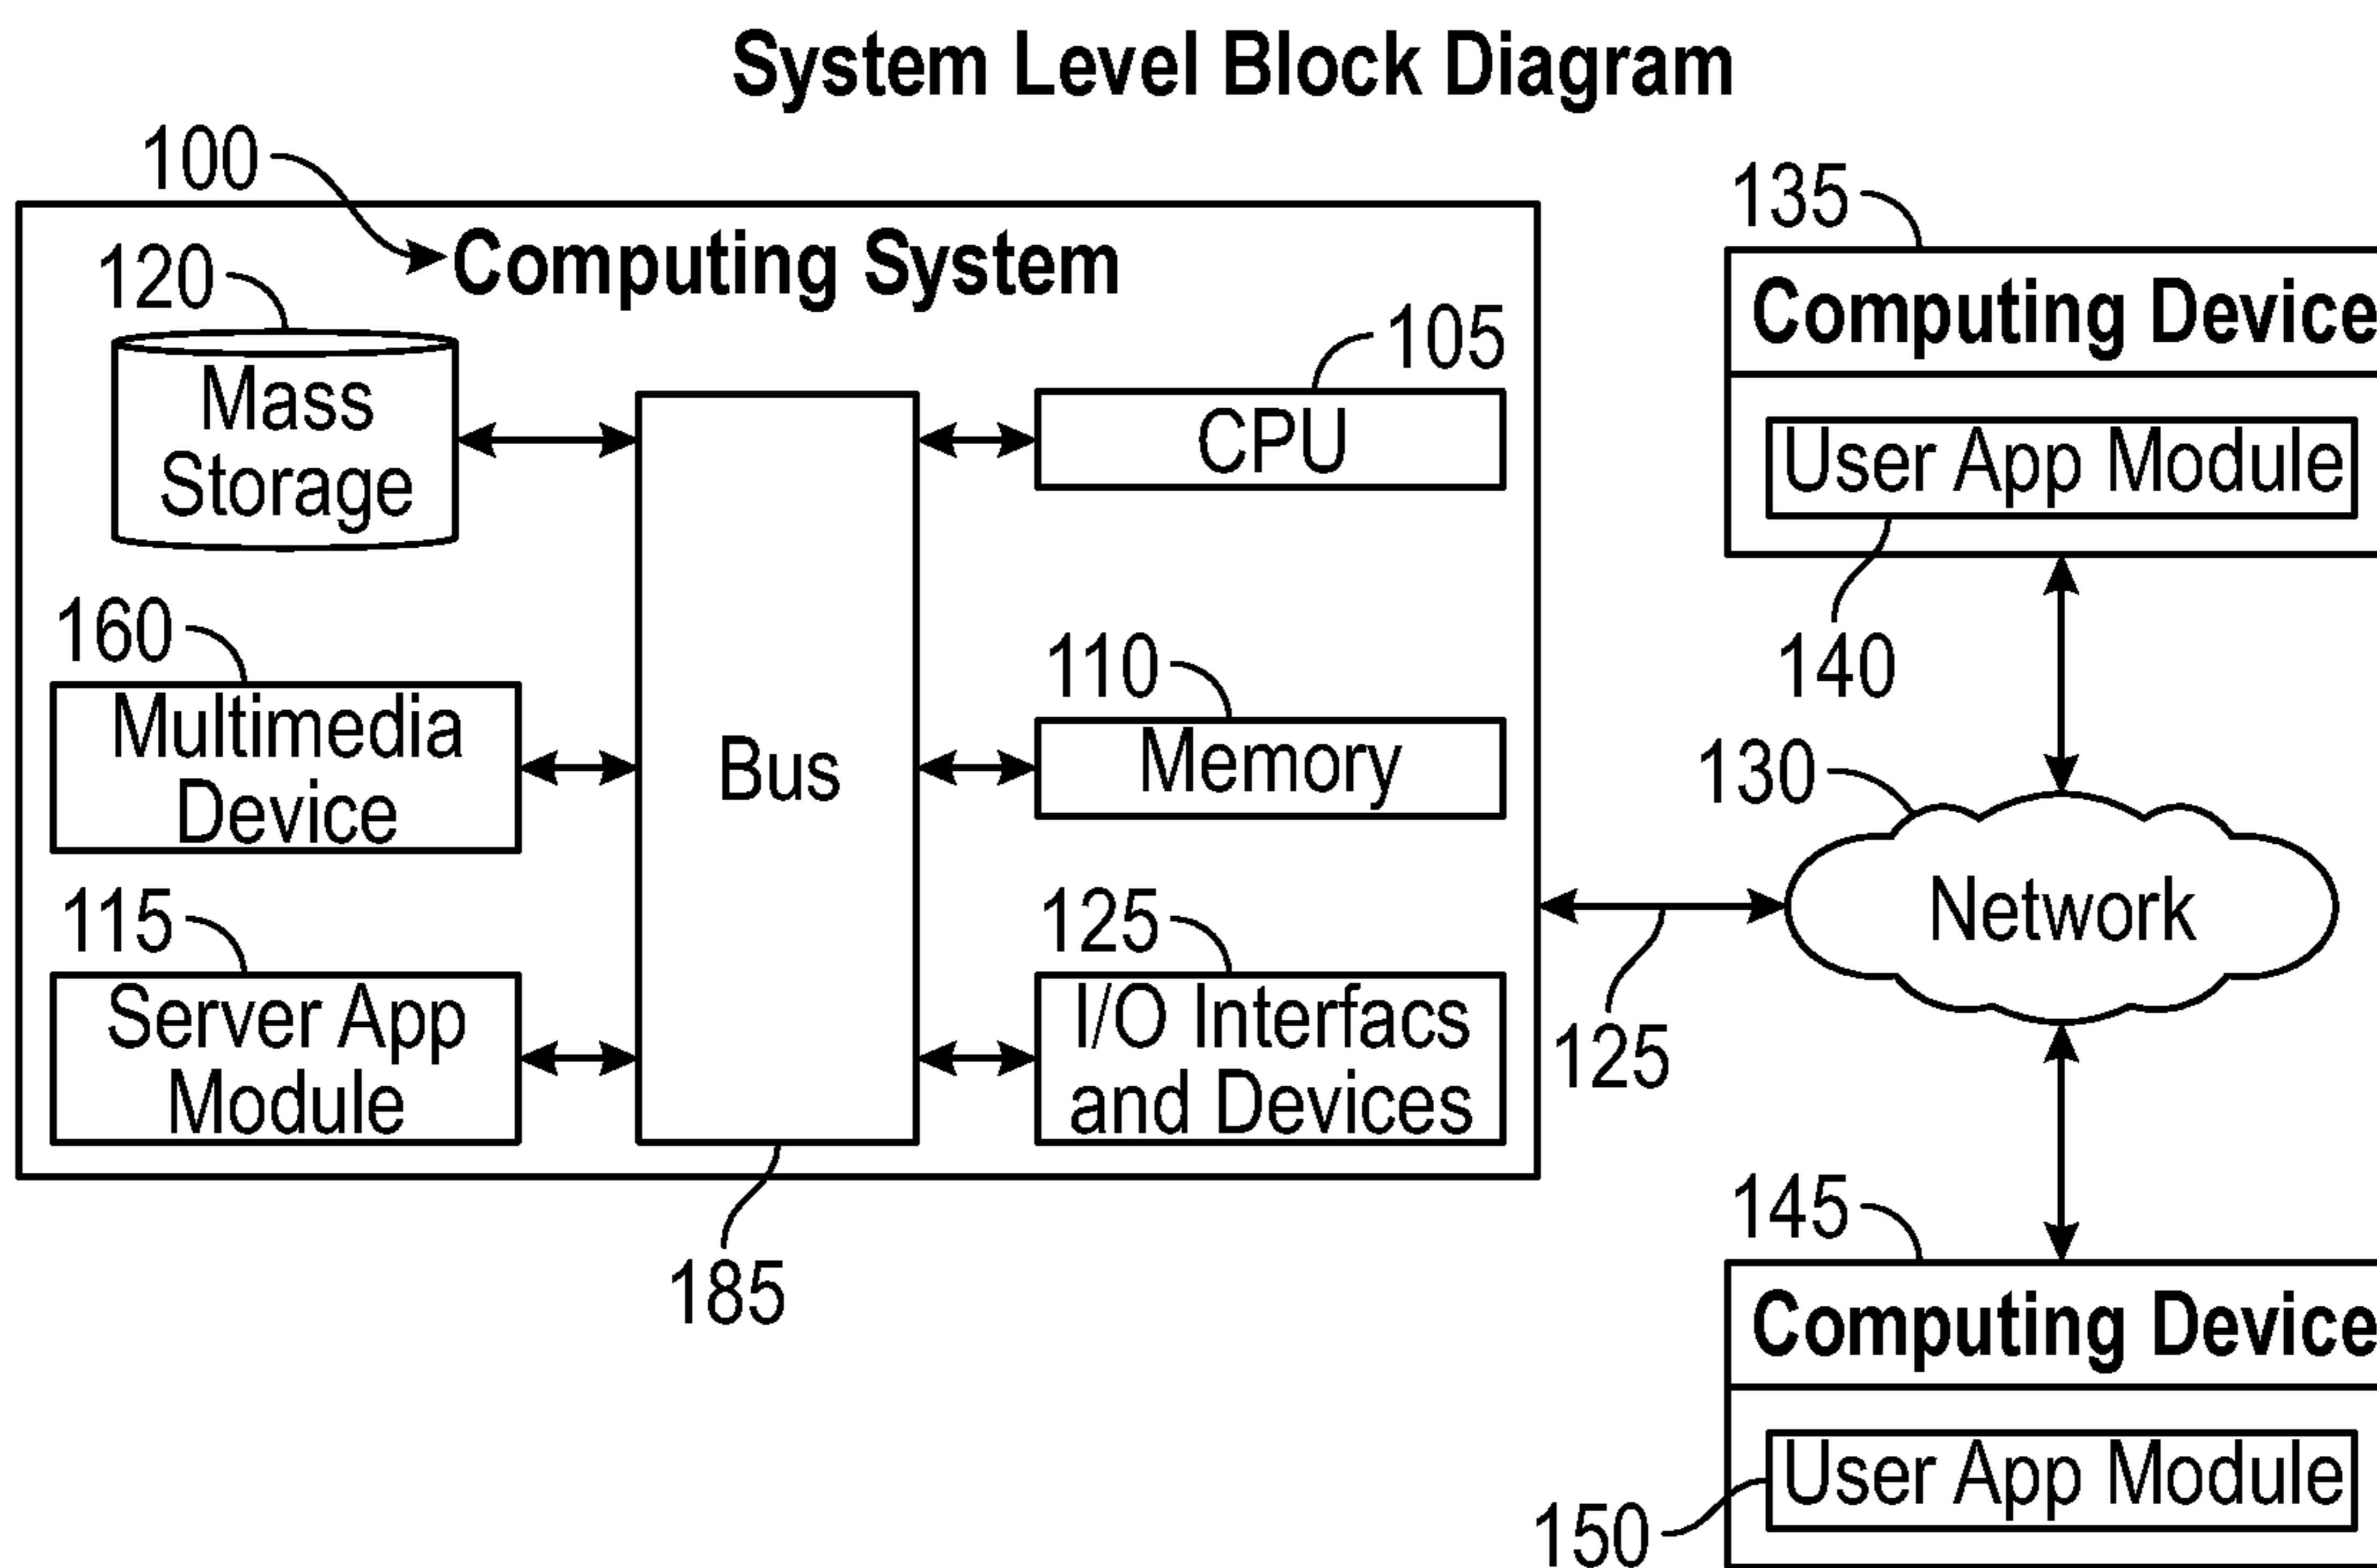 System Level Block Diagram
100
Computing System
120
Mass
Storage
105
CPU
160
Multimedia
Device
Bus
110
Memory
115
Server App
Module
125
I/O Interfacs
and Devices
185
125
135
Computing Device
User App Module
140
130
Network
145
Computing Device
User App Module
150